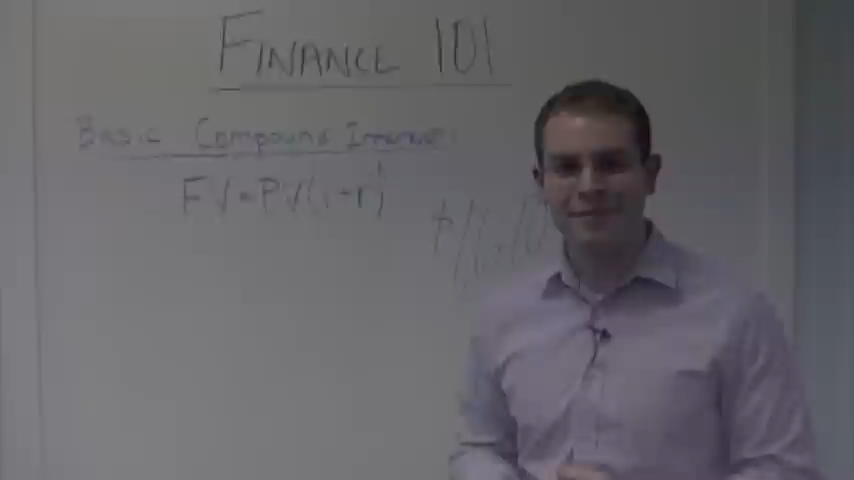 FINANCE 101
Basic Compound Interest:
FV=PV(1+r)^t